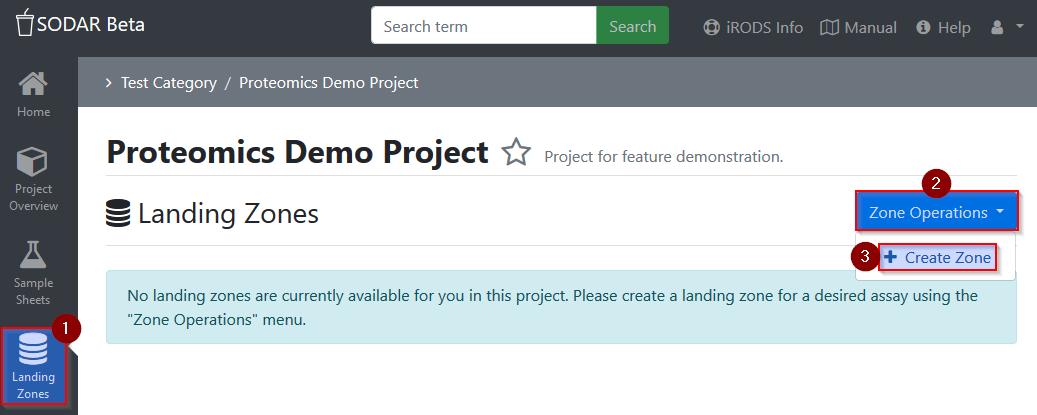 SODAR Beta
Search term
Search
iRODS Info
Manual
Help
Home
Project
Overview
Sample
Sheets
1
Landing
Zones
Test Category / Proteomics Demo Project
Proteomics Demo Project
Project for feature demonstration.
Landing Zones
2
Zone Operations
3
Create Zone
No landing zones are currently available for you in this project. Please create a landing zone for a desired assay using the
"Zone Operations" menu.